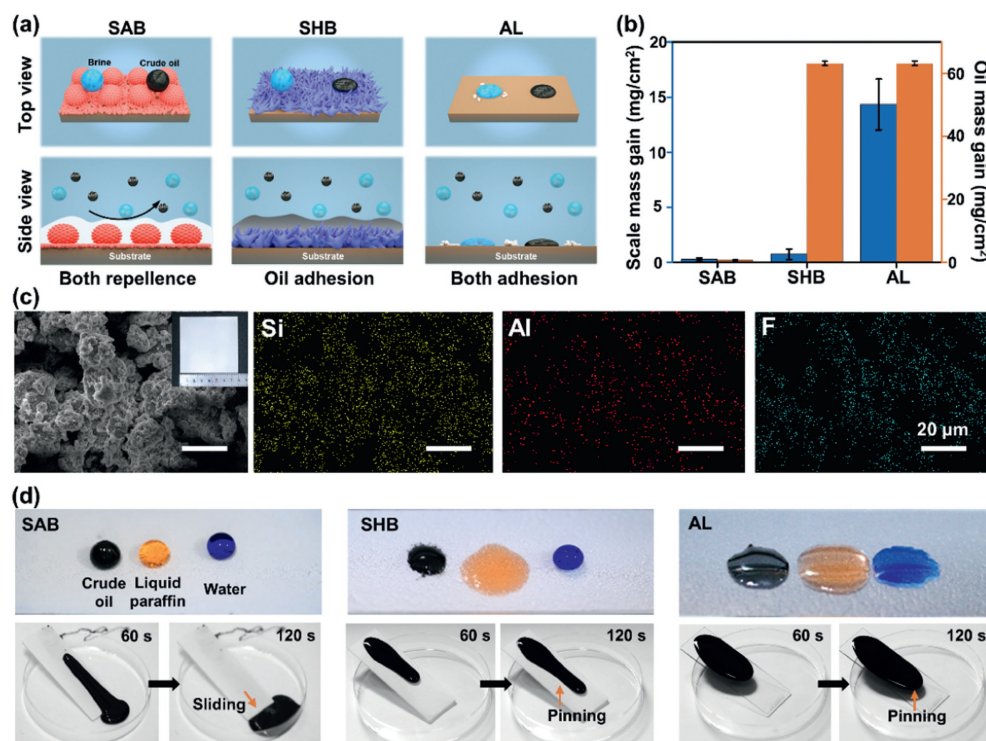 (a)
SAB
SHB
AL
Top view
Brine
Crude oil
Side view
Substrate
Substrate
Substrate
Both repellence
Oil adhesion
Both adhesion
(b)
Scale mass gain (mg/cm²)
20
15
10
5
0
60
40
20
0
Oil mass gain (mg/cm²)
SAB
SHB
AL
(c)
Si
Al
F
20 µm
(d)
SAB
Crude
oil
Liquid
paraffin
Water
SHB
AL
60 s
120 s
Sliding
60 s
120 s
Pinning
60 s
120 s
Pinning